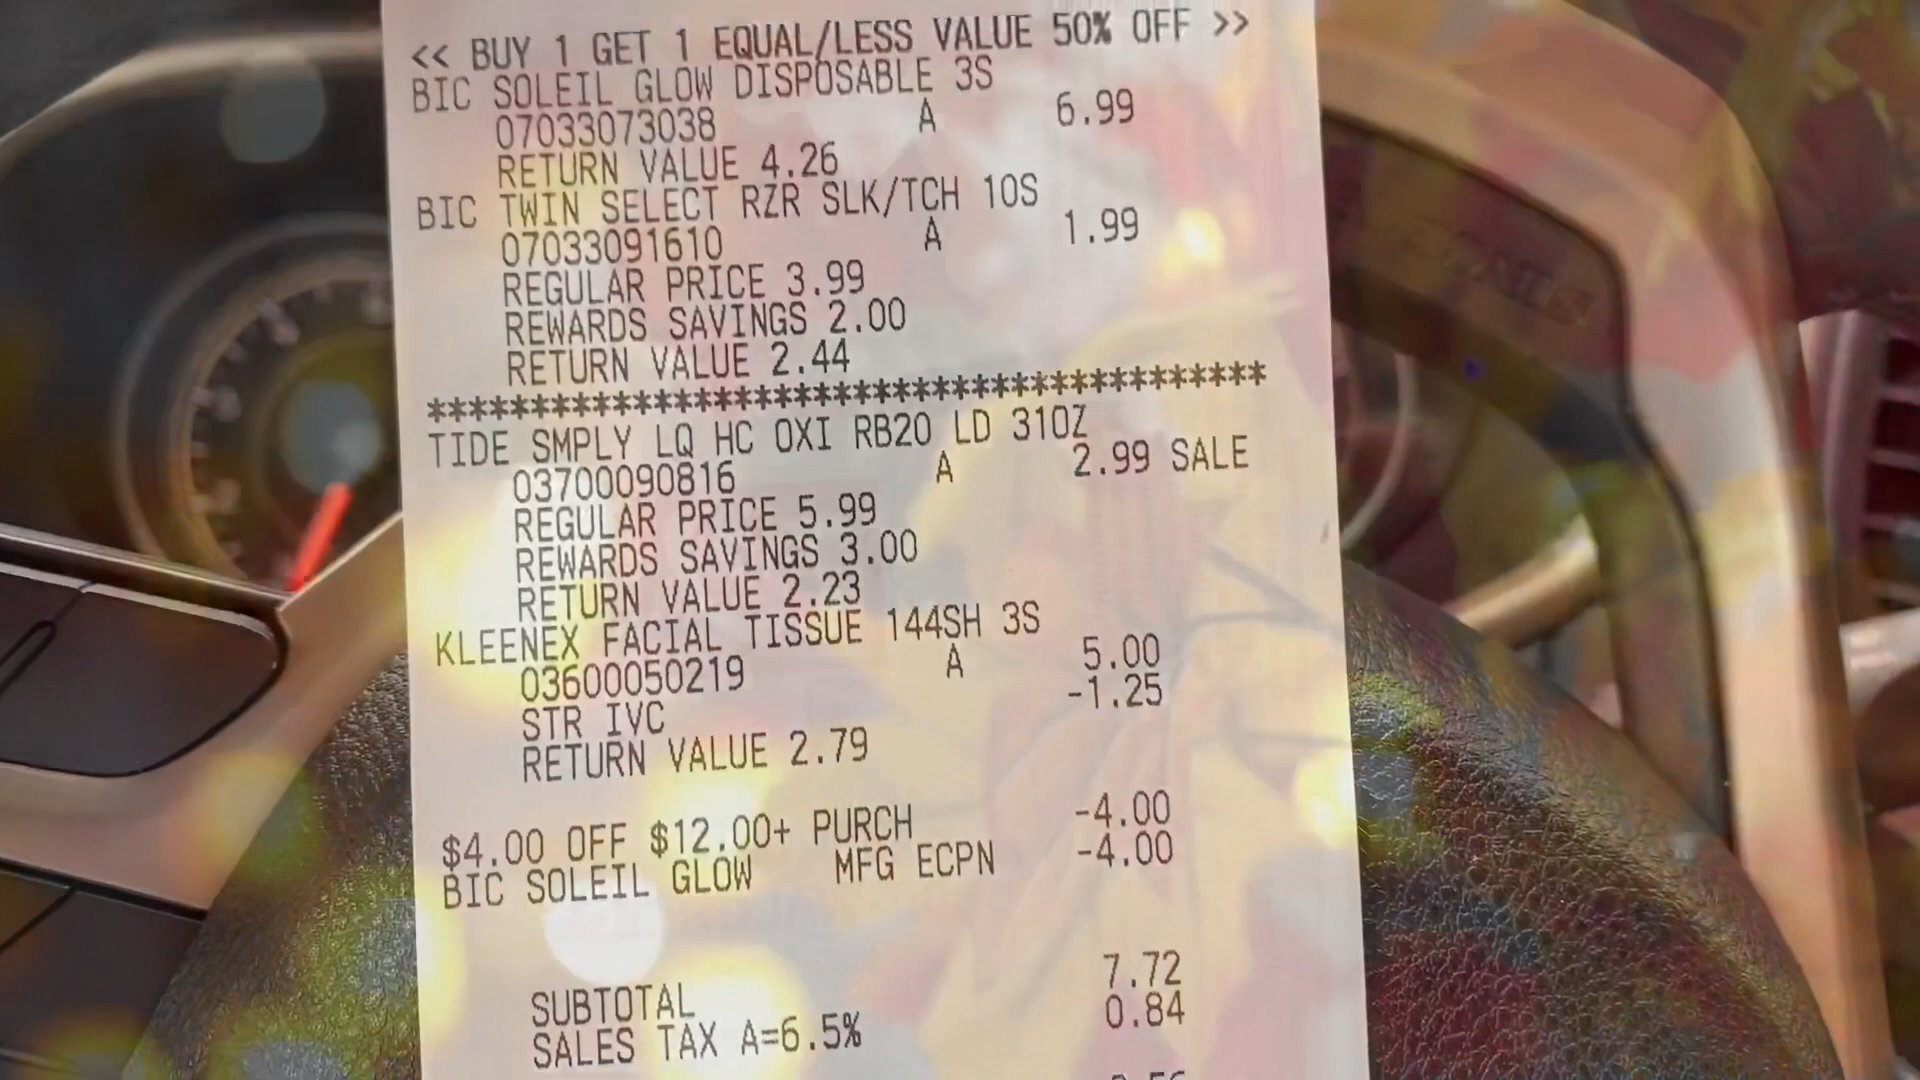 << BUY 1 GET 1 EQUAL/LESS VALUE 50% OFF >>
BIC SOLEIL GLOW DISPOSABLE 3S
07033073038 A 6.99
RETURN VALUE 4.26
BIC TWIN SELECT RZR SLK/TCH 10S
07033091610 A 1.99
REGULAR PRICE 3.99
REWARDS SAVINGS 2.00
RETURN VALUE 2.44
*****************************************
TIDE SMPLY LQ HC OXI RB20 LD 31OZ
03700090816 A 2.99 SALE
REGULAR PRICE 5.99
REWARDS SAVINGS 3.00
RETURN VALUE 2.23
KLEENEX FACIAL TISSUE 144SH 3S
03600050219 A 5.00
STR IVC -1.25
RETURN VALUE 2.79
$4.00 OFF $12.00+ PURCH -4.00
BIC SOLEIL GLOW MFG ECPN -4.00
SUBTOTAL 7.72
SALES TAX A=6.5% 0.84